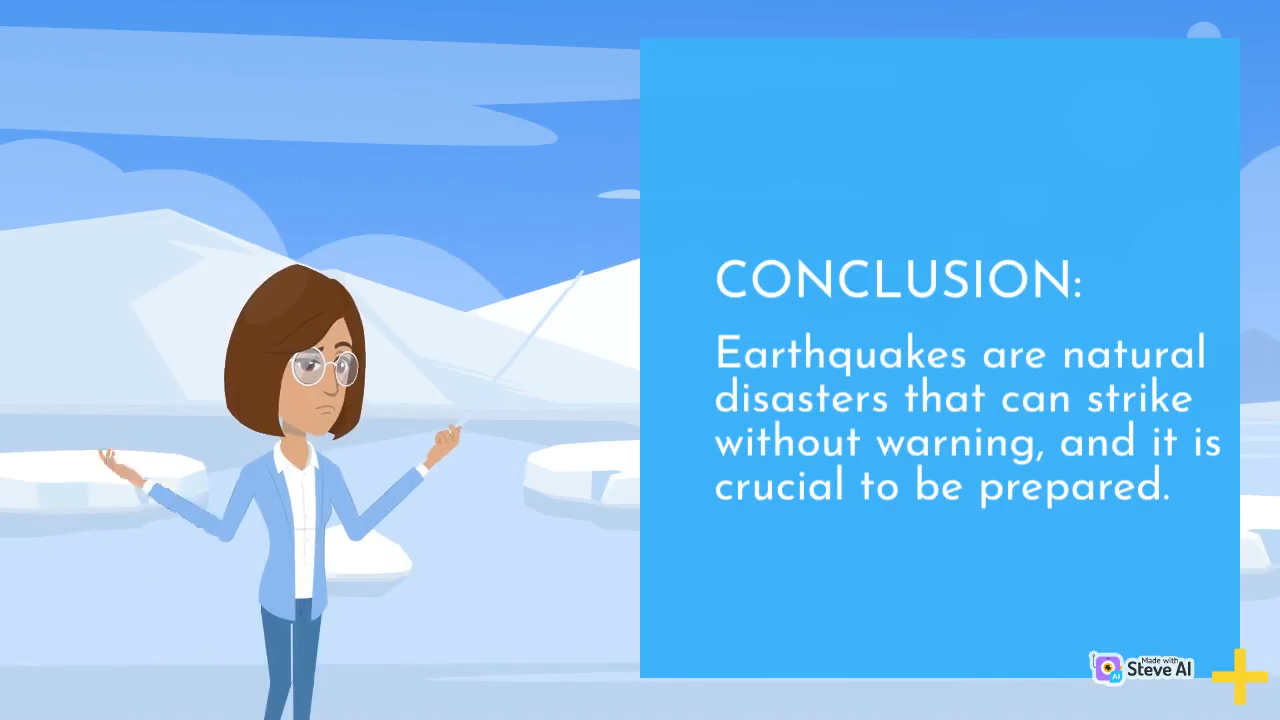 CONCLUSION:
Earthquakes are natural
disasters that can strike
without warning, and it is
crucial to be prepared.
Made with
Steve AI
AI